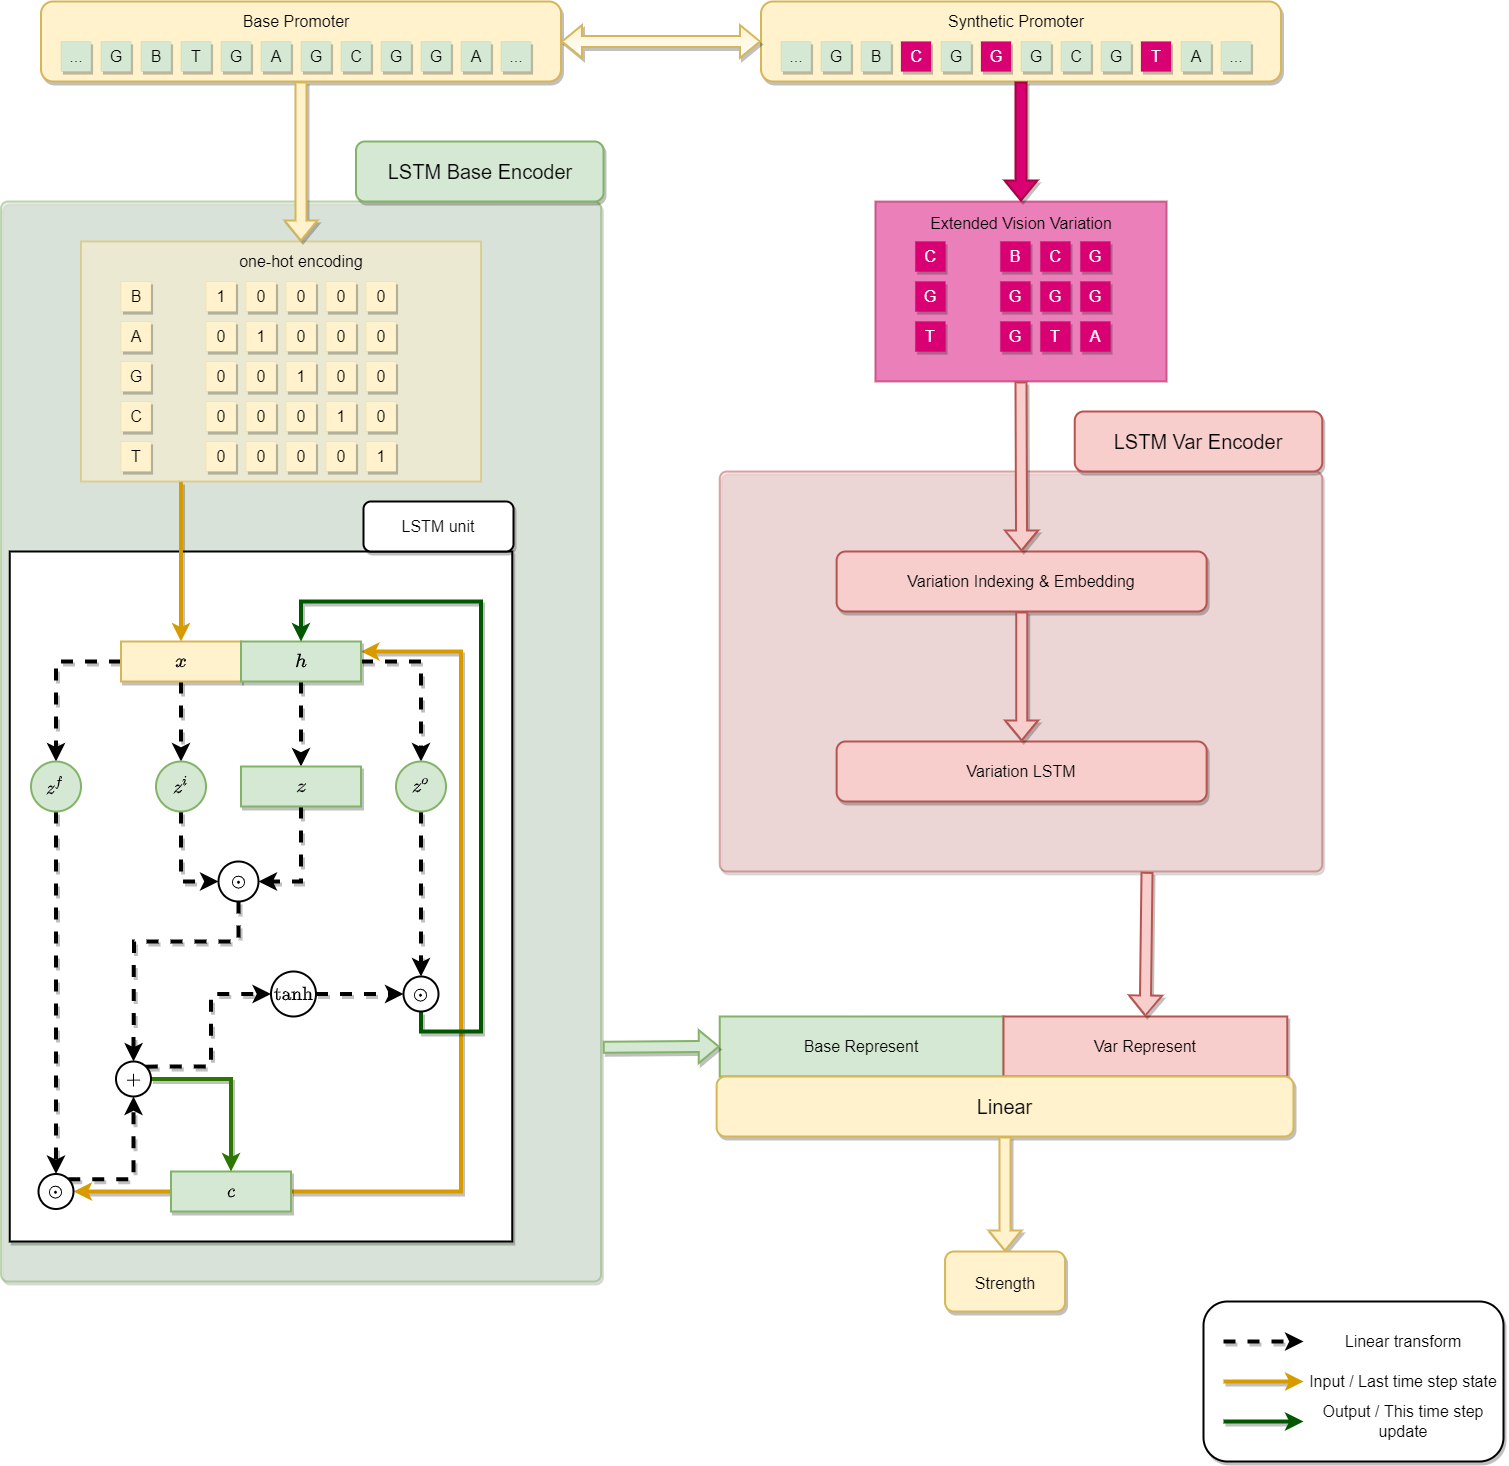 Base Promoter
... G B T G A G C G G A ...
Synthetic Promoter
... G B C G G G C G T A ...
LSTM Base Encoder
one-hot encoding
B 1 0 0 0 0
A 0 1 0 0 0
G 0 0 1 0 0
C 0 0 0 1 0
T 0 0 0 0 1
LSTM unit
x h
z^f z^i z z^o
⊙
tanh ⊙
+
⊙ c
Extended Vision Variation
C B C G
G G G G
T G T A
LSTM Var Encoder
Variation Indexing & Embedding
Variation LSTM
Base Represent Var Represent
Linear
Strength
Linear transform
Input / Last time step state
Output / This time step
update